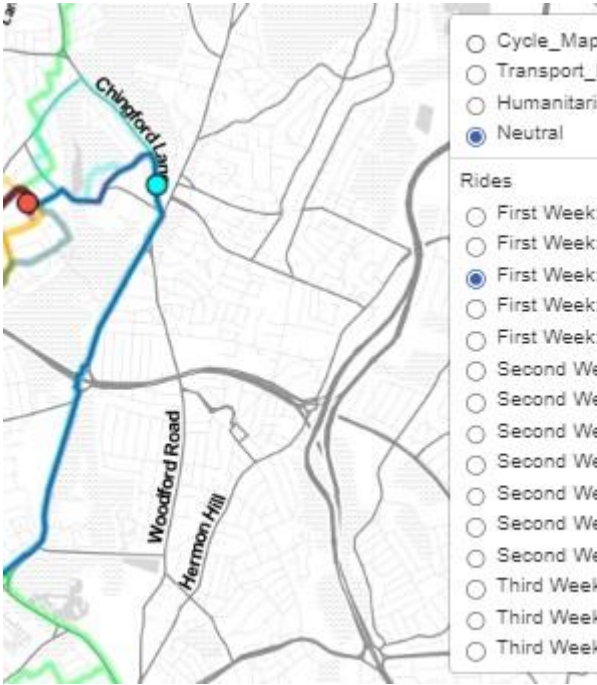 Chingford Lane
Woodford Road
Hermon Hill
Cycle_Map
Transport_
Humanitari
Neutral
Rides
First Week:
First Week:
First Week:
First Week:
First Week:
Second We
Second We
Second We
Second We
Second We
Second We
Second We
Third Week
Third Week
Third Week